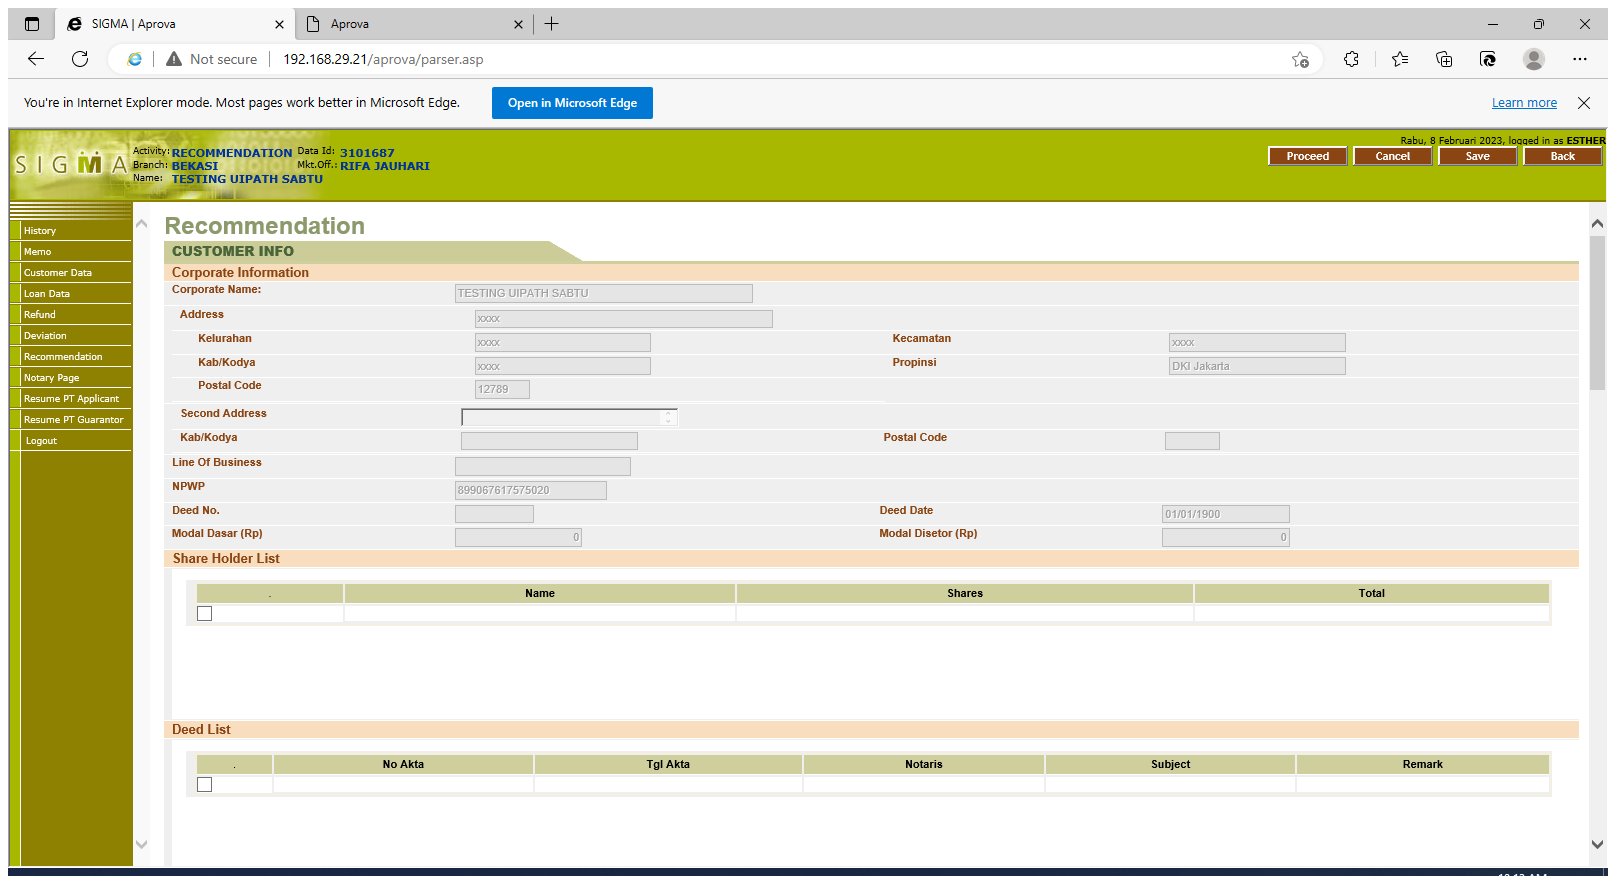 SIGMA | Aprova
Aprova
Not secure
192.168.29.21/aprova/parser.asp
You're in Internet Explorer mode. Most pages work better in Microsoft Edge.
Open in Microsoft Edge
Learn more
SIGMA
Activity: RECOMMENDATION Data Id: 3101687
Branch: BEKASI Mkt.Off.: RIFA JAUHARI
Name: TESTING UIPATH SABTU
Rabu, 8 Februari 2023, logged in as ESTHER
Proceed Cancel Save Back
History
Memo
Customer Data
Loan Data
Refund
Deviation
Recommendation
Notary Page
Resume PT Applicant
Resume PT Guarantor
Logout
Recommendation
CUSTOMER INFO
Corporate Information
Corporate Name: TESTING UIPATH SABTU
Address xxxx
Kelurahan xxxx Kecamatan xxxx
Kab/Kodya xxxx Propinsi DKI Jakarta
Postal Code 12789
Second Address
Kab/Kodya Postal Code
Line Of Business
NPWP 899067617575020
Deed No. Deed Date 01/01/1900
Modal Dasar (Rp) 0 Modal Disetor (Rp) 0
Share Holder List
. Name Shares Total
Deed List
. No Akta Tgl Akta Notaris Subject Remark